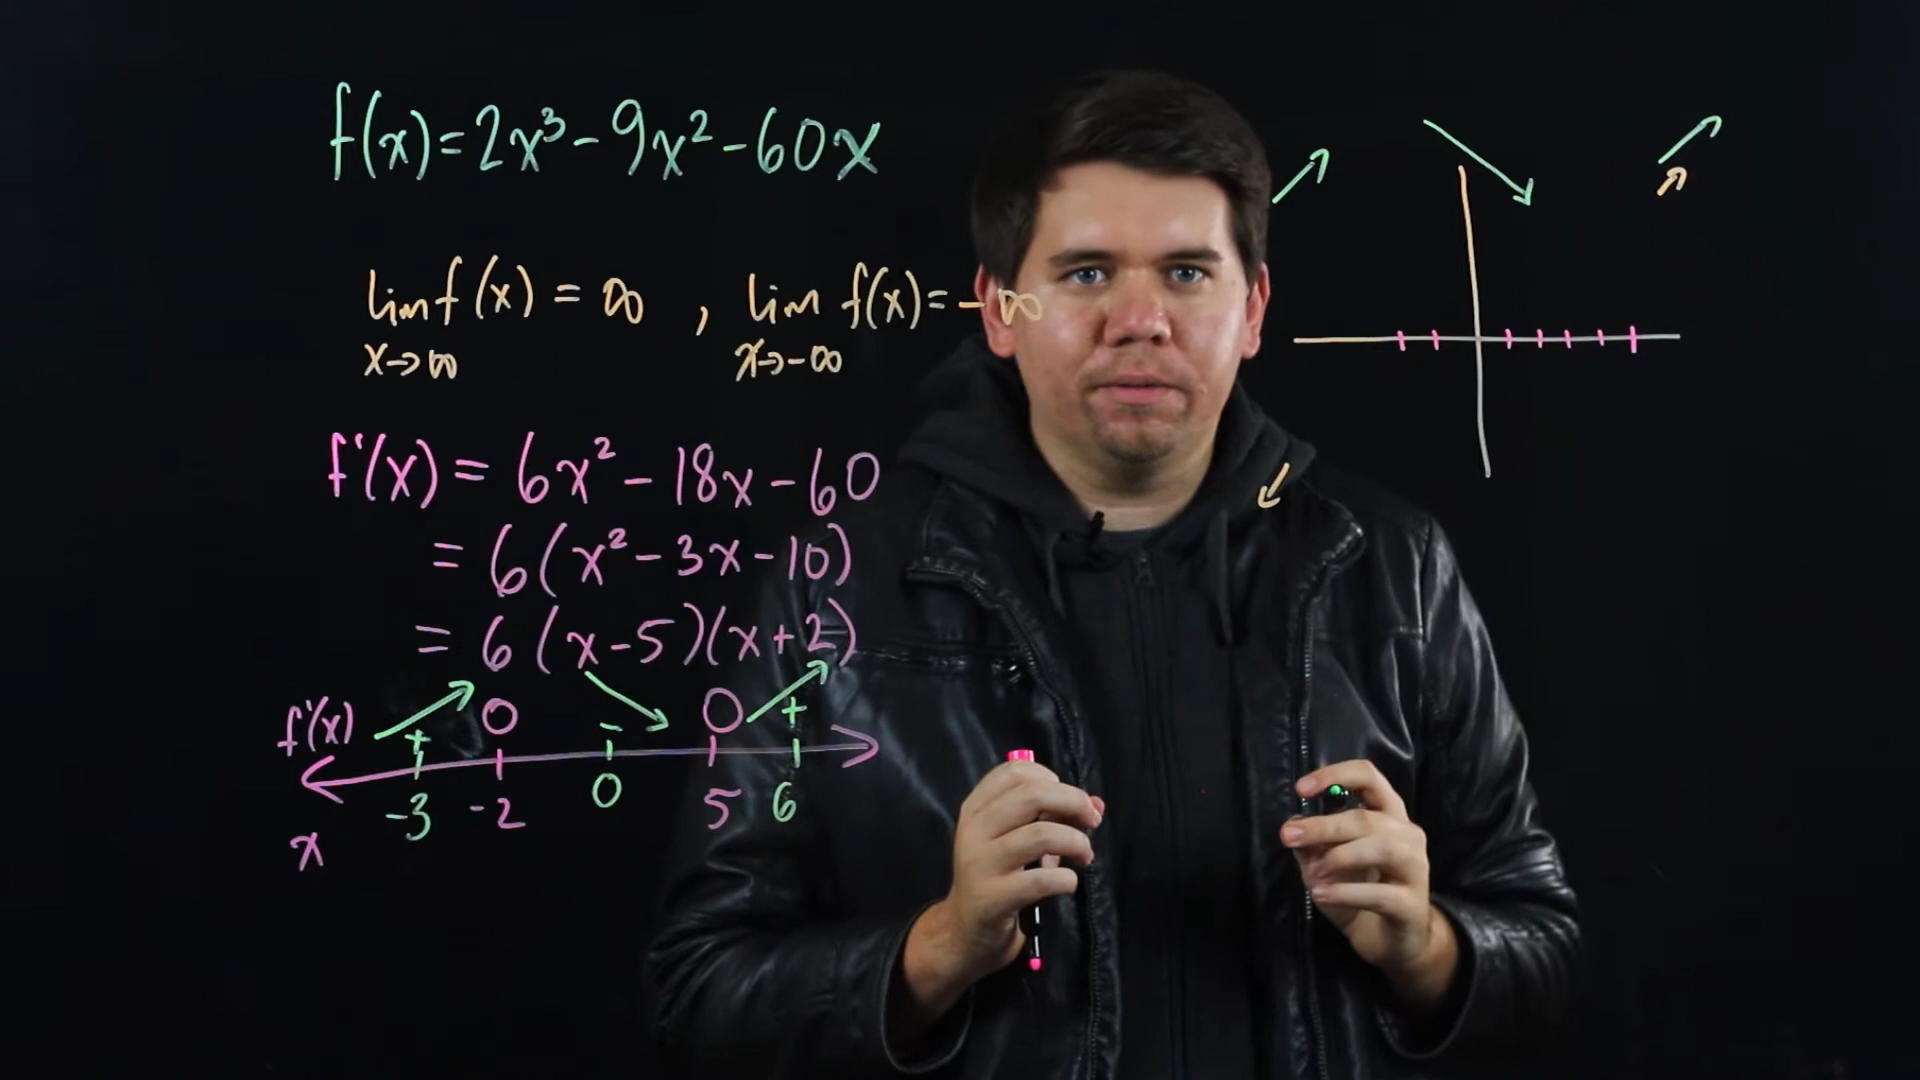 f(x) = 2x³ - 9x² - 60x
lim f(x) = ∞ , lim f(x) = -∞
x→∞ x→-∞
f'(x) = 6x² - 18x - 60
= 6(x² - 3x - 10)
= 6(x-5)(x+2)
f'(x) + 0 - 0 +
-3 -2 0 5 6
x